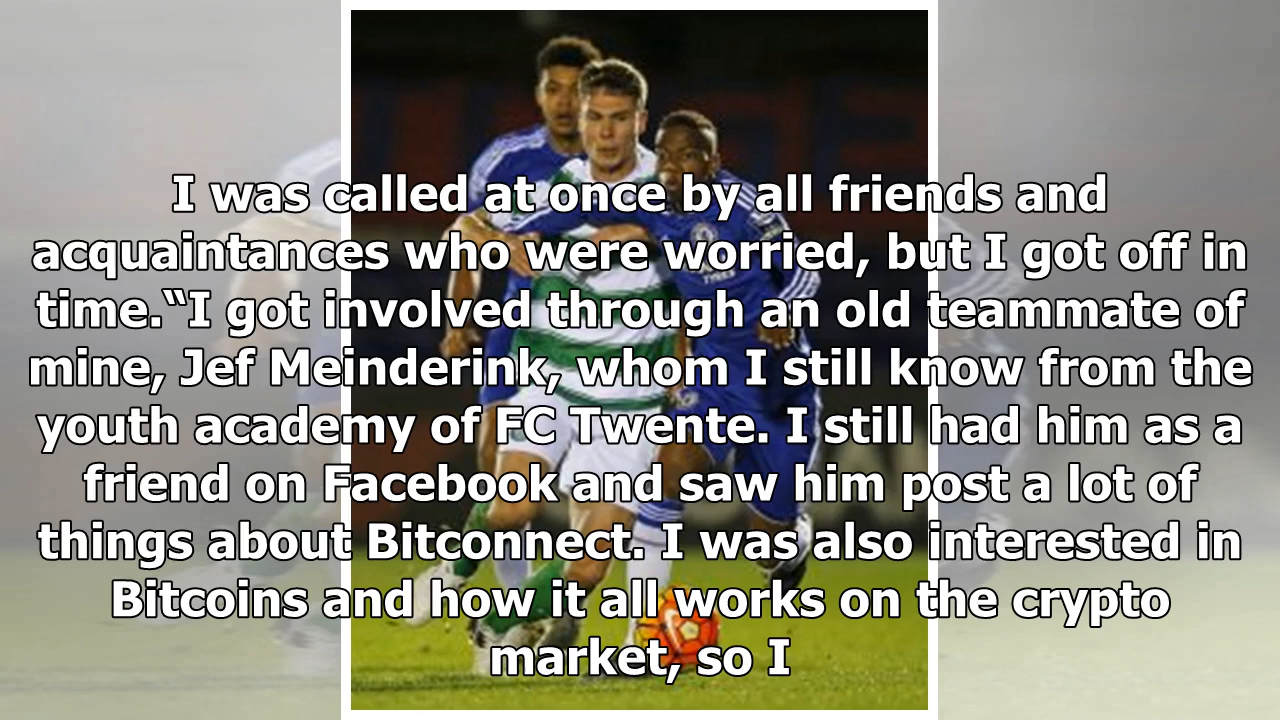 I was called at once by all friends and
acquaintances who were worried, but I got off in
time.“I got involved through an old teammate of
mine, Jef Meinderink, whom I still know from the
youth academy of FC Twente. I still had him as a
friend on Facebook and saw him post a lot of
things about Bitconnect. I was also interested in
Bitcoins and how it all works on the crypto
market, so I